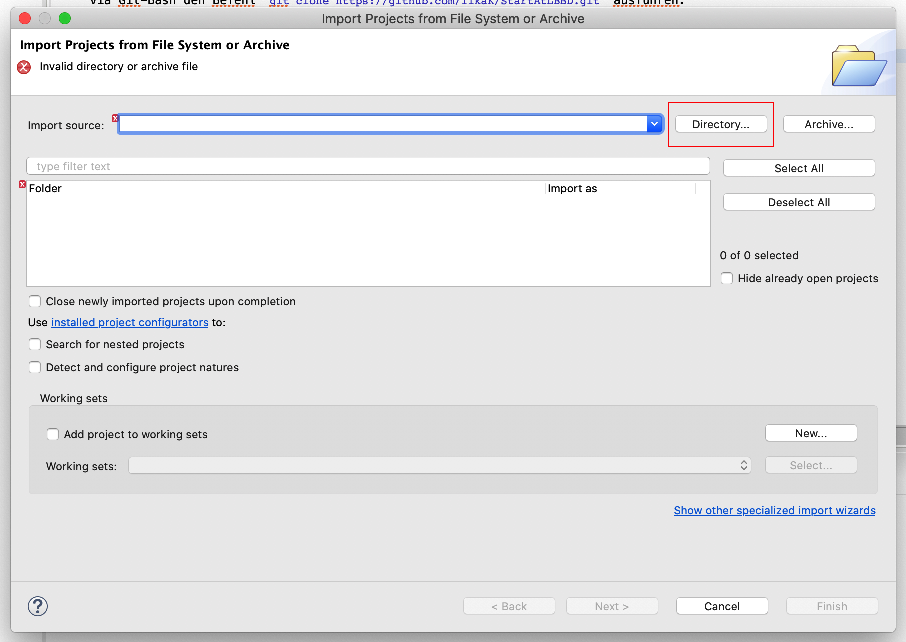 via Git-Bash den Befehl "git clone https://github.com/iikak/StartAtLBBD.git" ausführen.
Import Projects from File System or Archive
Import Projects from File System or Archive
Invalid directory or archive file
Import source:
Directory...
Archive...
type filter text
Select All
Folder
Import as
Deselect All
0 of 0 selected
Hide already open projects
Close newly imported projects upon completion
Use installed project configurators to:
Search for nested projects
Detect and configure project natures
Working sets
Add project to working sets
New...
Working sets:
Select...
Show other specialized import wizards
?
< Back
Next >
Cancel
Finish